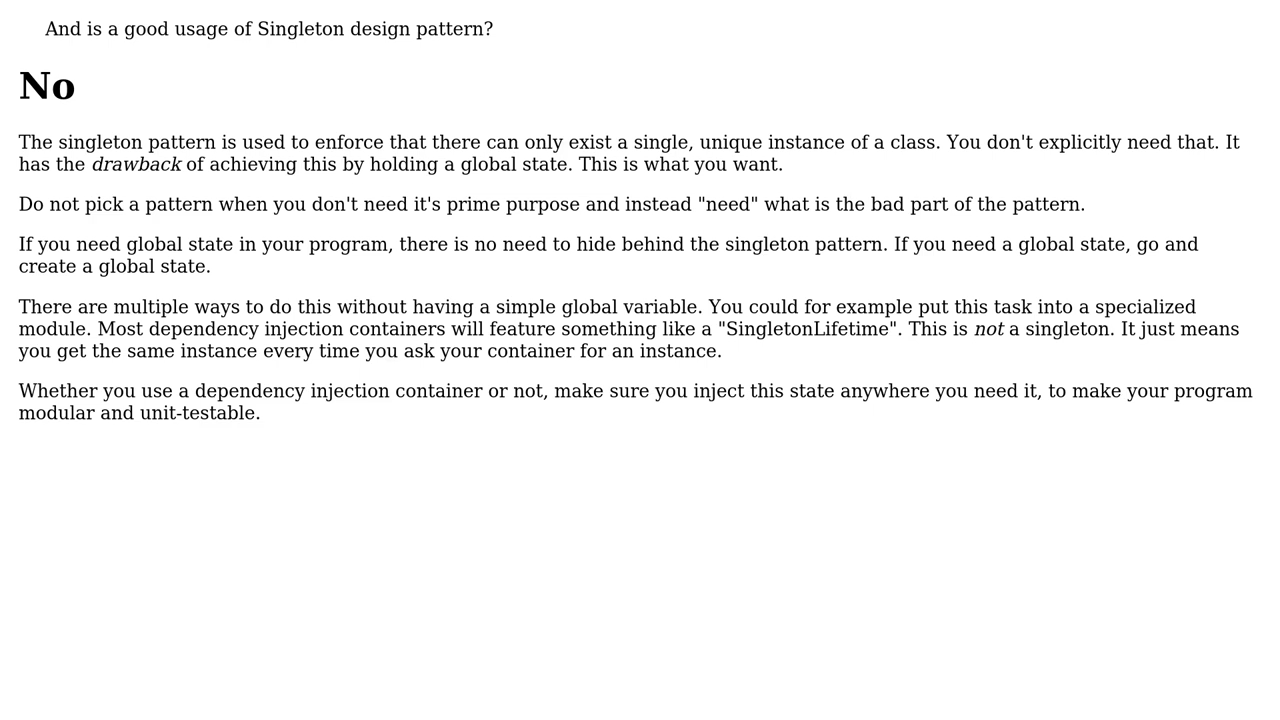 And is a good usage of Singleton design pattern?
No
The singleton pattern is used to enforce that there can only exist a single, unique instance of a class. You don't explicitly need that. It
has the drawback of achieving this by holding a global state. This is what you want.
Do not pick a pattern when you don't need it's prime purpose and instead "need" what is the bad part of the pattern.
If you need global state in your program, there is no need to hide behind the singleton pattern. If you need a global state, go and
create a global state.
There are multiple ways to do this without having a simple global variable. You could for example put this task into a specialized
module. Most dependency injection containers will feature something like a "SingletonLifetime". This is not a singleton. It just means
you get the same instance every time you ask your container for an instance.
Whether you use a dependency injection container or not, make sure you inject this state anywhere you need it, to make your program
modular and unit-testable.